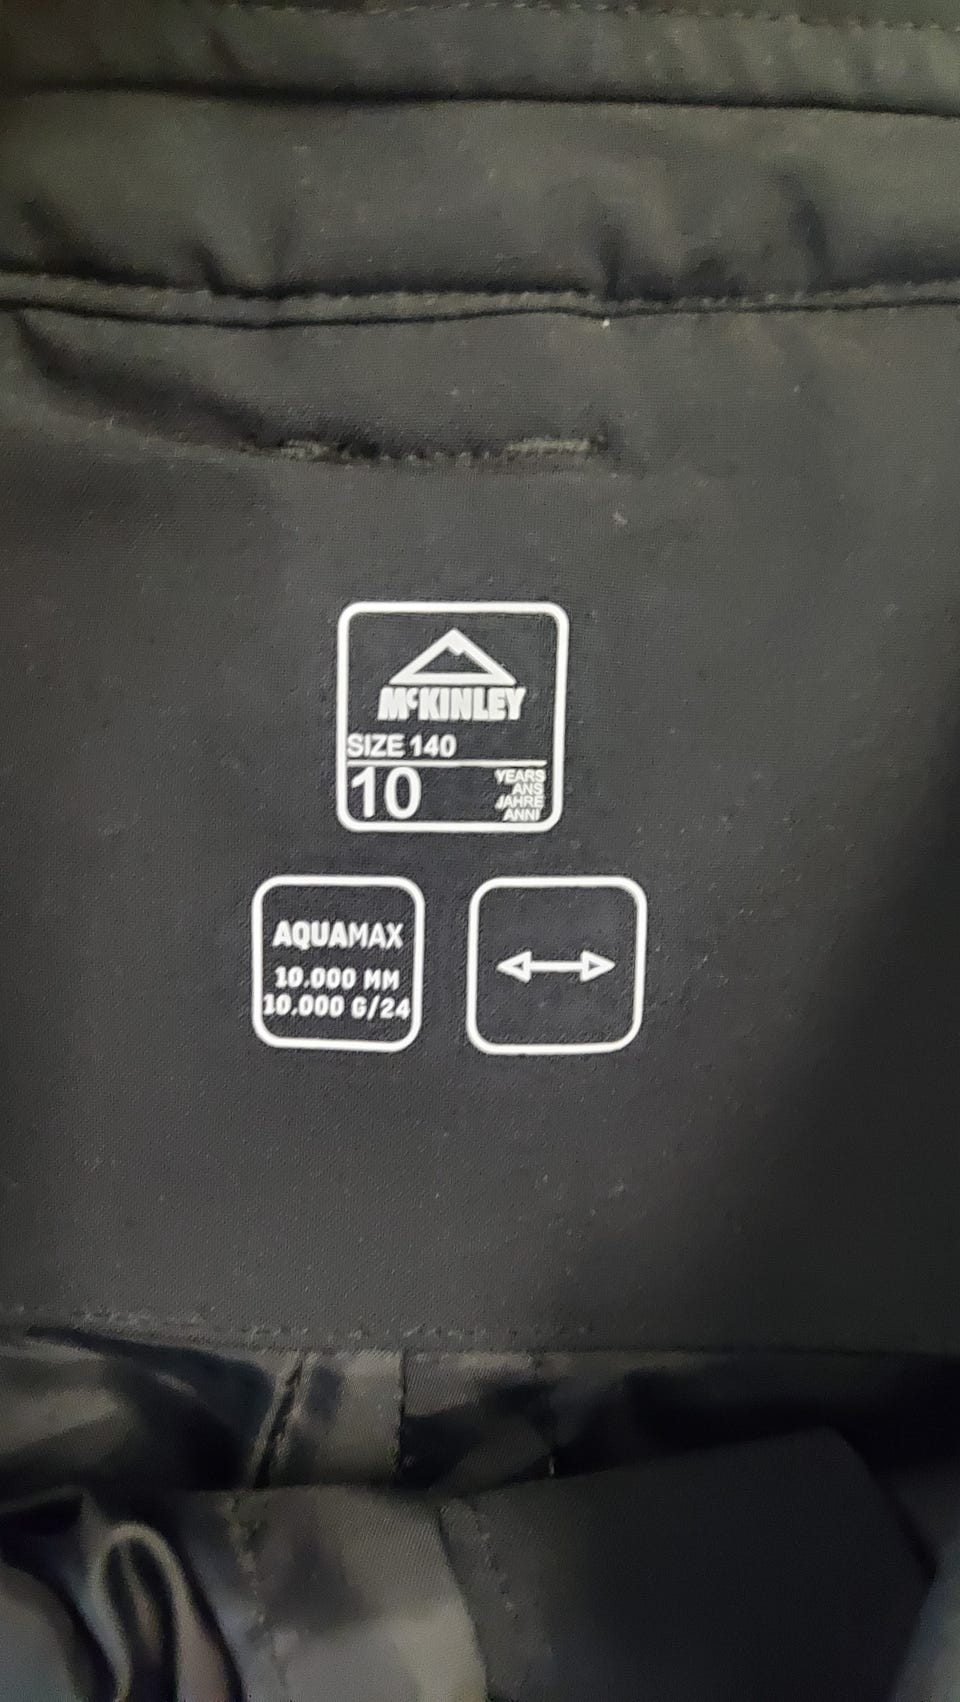 McKINLEY
SIZE 140
10
YEARS
ANS
JAHRE
ANNI
AQUAMAX
10.000 MM
10.000 G/24